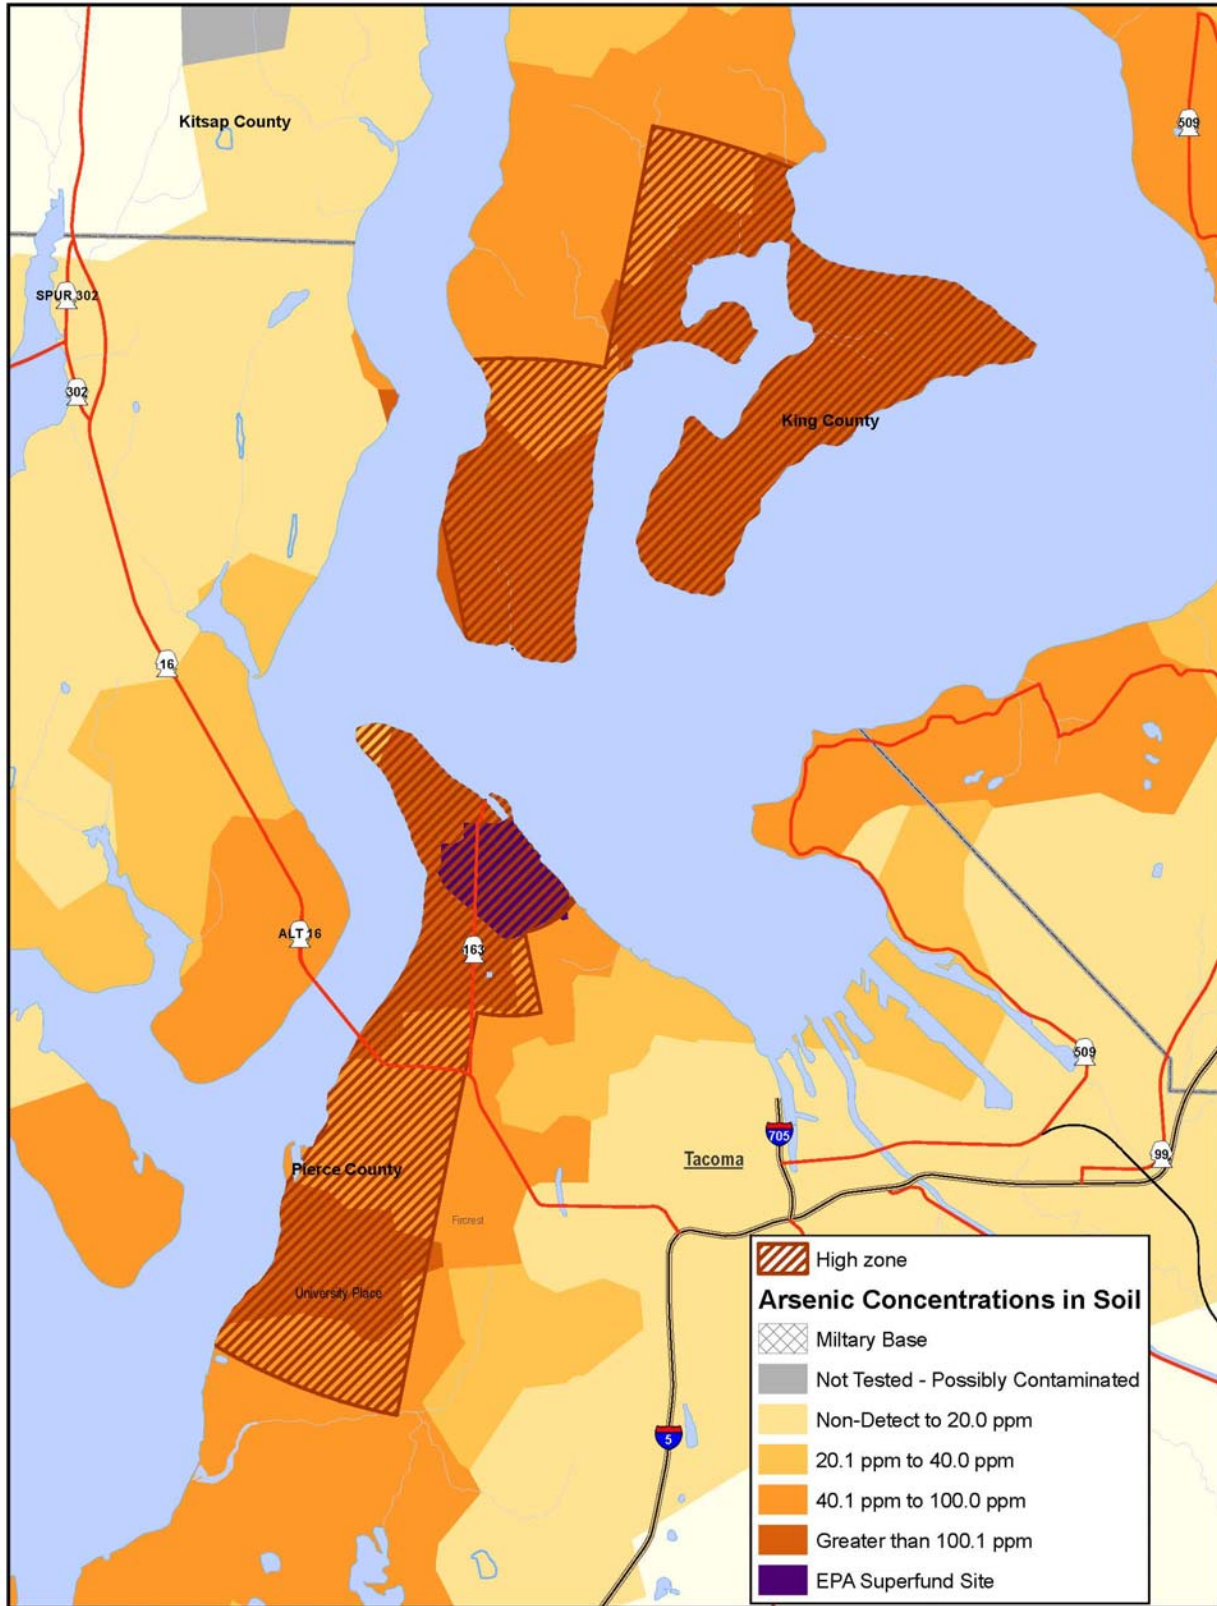 509
Kitsap County
SPUR 302
302
King County
16
ALT 16
163
509
705
Tacoma
99
Pierce County
Fircrest
University Place
5
High zone
Arsenic Concentrations in Soil
Miltary Base
Not Tested - Possibly Contaminated
Non-Detect to 20.0 ppm
20.1 ppm to 40.0 ppm
40.1 ppm to 100.0 ppm
Greater than 100.1 ppm
EPA Superfund Site